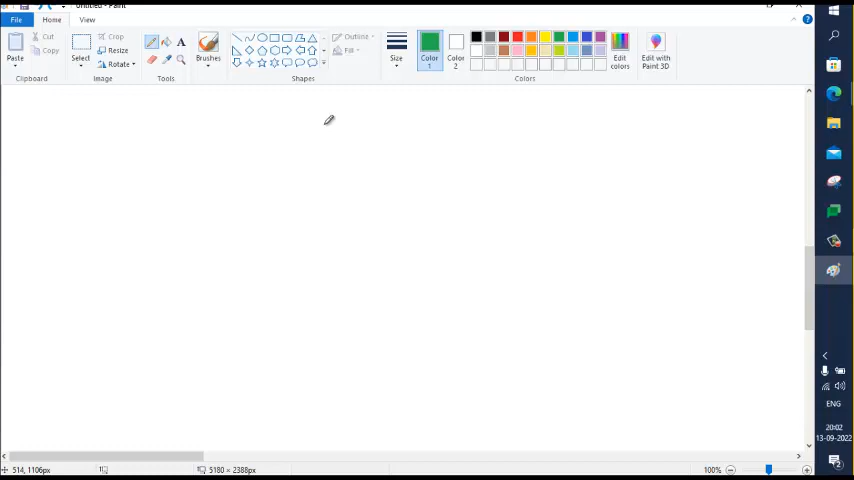 Untitled - Paint
File Home View
Paste
Cut
Copy
Clipboard
Select
Crop
Resize
Rotate
Image
Tools
Brushes
Shapes
Outline
Fill
Size
Color 1
Color 2
Colors
Edit colors
Edit with Paint 3D
ENG
20:02
13-09-2022
2
514, 1106px
5180 × 2388px
100%